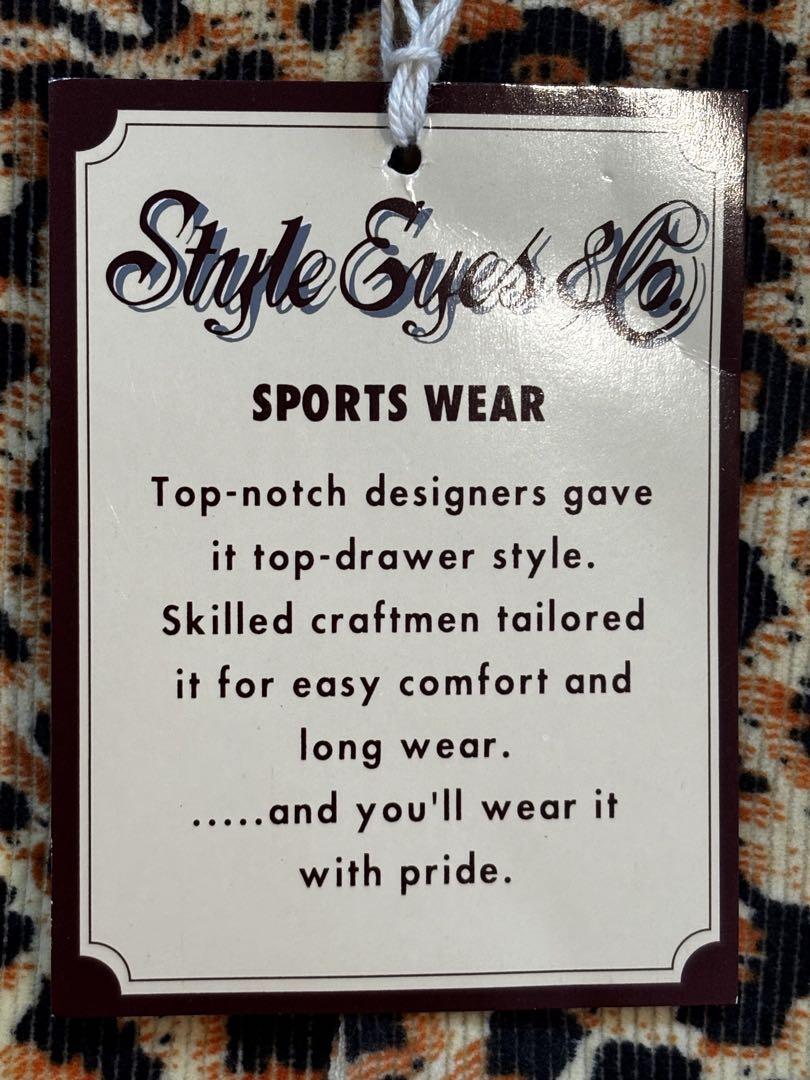 Style Eyes & Co.
SPORTS WEAR
Top-notch designers gave
it top-drawer style.
Skilled craftmen tailored
it for easy comfort and
long wear.
.....and you'll wear it
with pride.